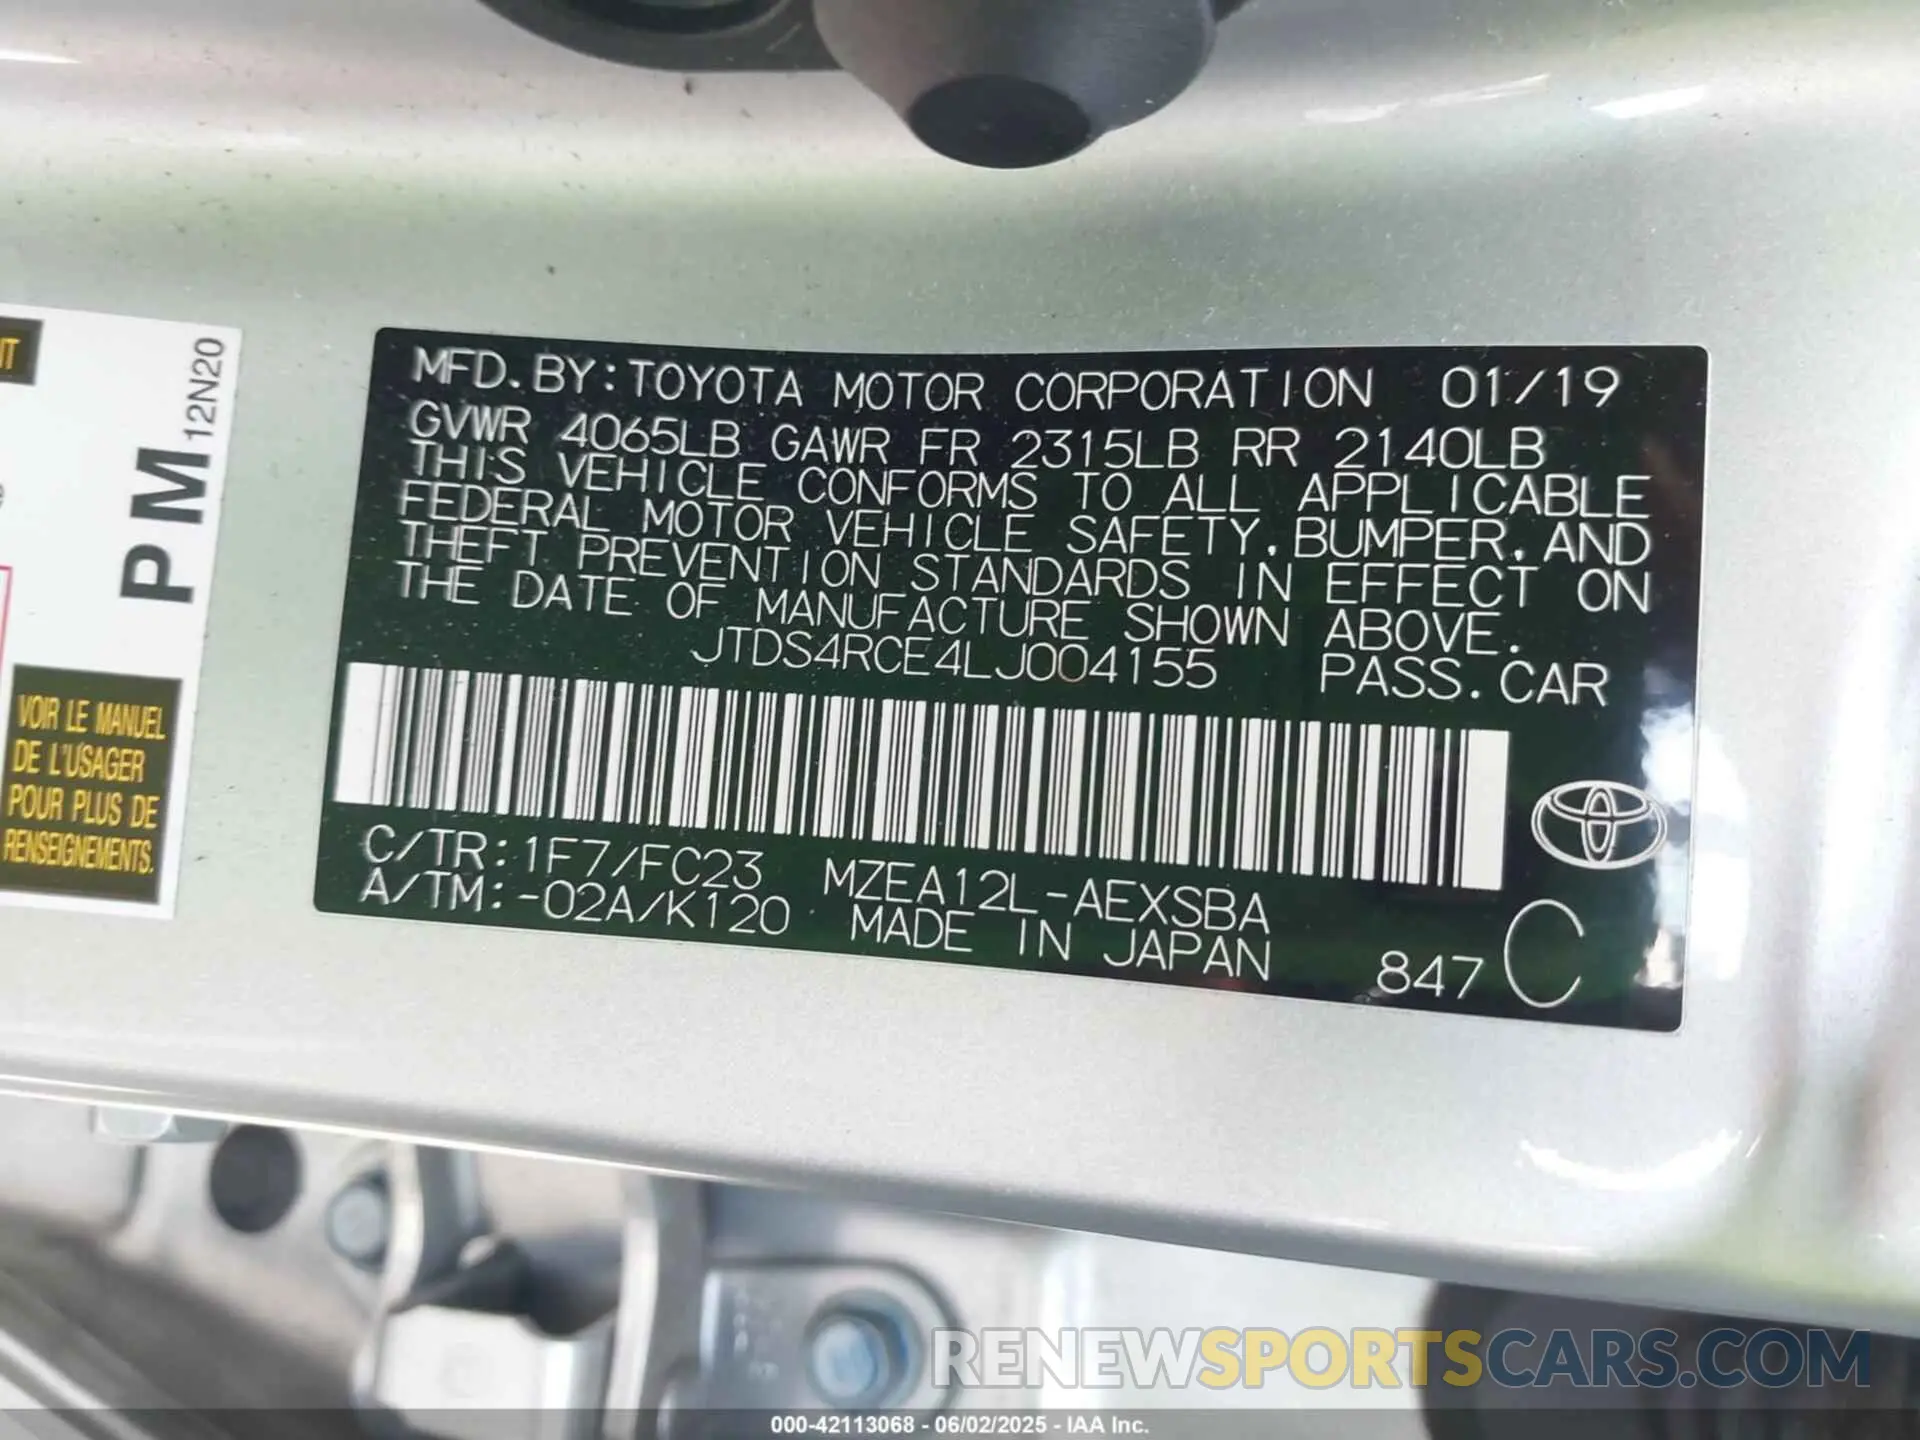 NT
PM 12N20
VOIR LE MANUEL
DE L'USAGER
POUR PLUS DE
RENSEIGNEMENTS.
MFD. BY: TOYOTA MOTOR CORPORATION 01/19
GVWR 4065LB GAWR FR 2315LB RR 2140LB
THIS VEHICLE CONFORMS TO ALL APPLICABLE
FEDERAL MOTOR VEHICLE SAFETY, BUMPER, AND
THEFT PREVENTION STANDARDS IN EFFECT ON
THE DATE OF MANUFACTURE SHOWN ABOVE.
JTDS4RCE4LJ004155 PASS. CAR
C/TR: 1F7/FC23 MZEA12L-AEXSBA
A/TM: -02A/K120 MADE IN JAPAN 847 C
RENEWSPORTSCARS.COM
000-42113068 - 06/02/2025 - IAA Inc.